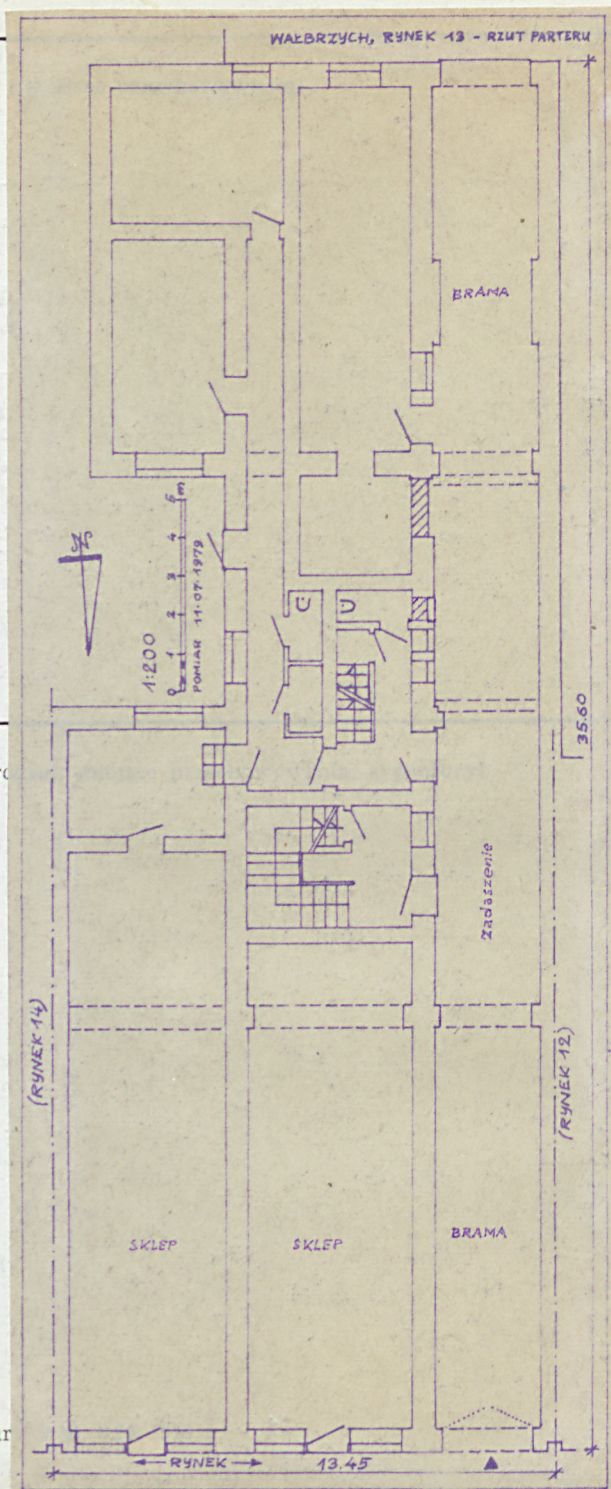 WAŁBRZYCH, RYNEK 13 - RZUT PARTERU
BRAMA
1:200
0 1 2 3 4 5 m
POMIAR 11·07·1979
35.60
Zadaszenie
(RYNEK 14)
(RYNEK 12)
SKLEP
SKLEP
BRAMA
RYNEK
13.45